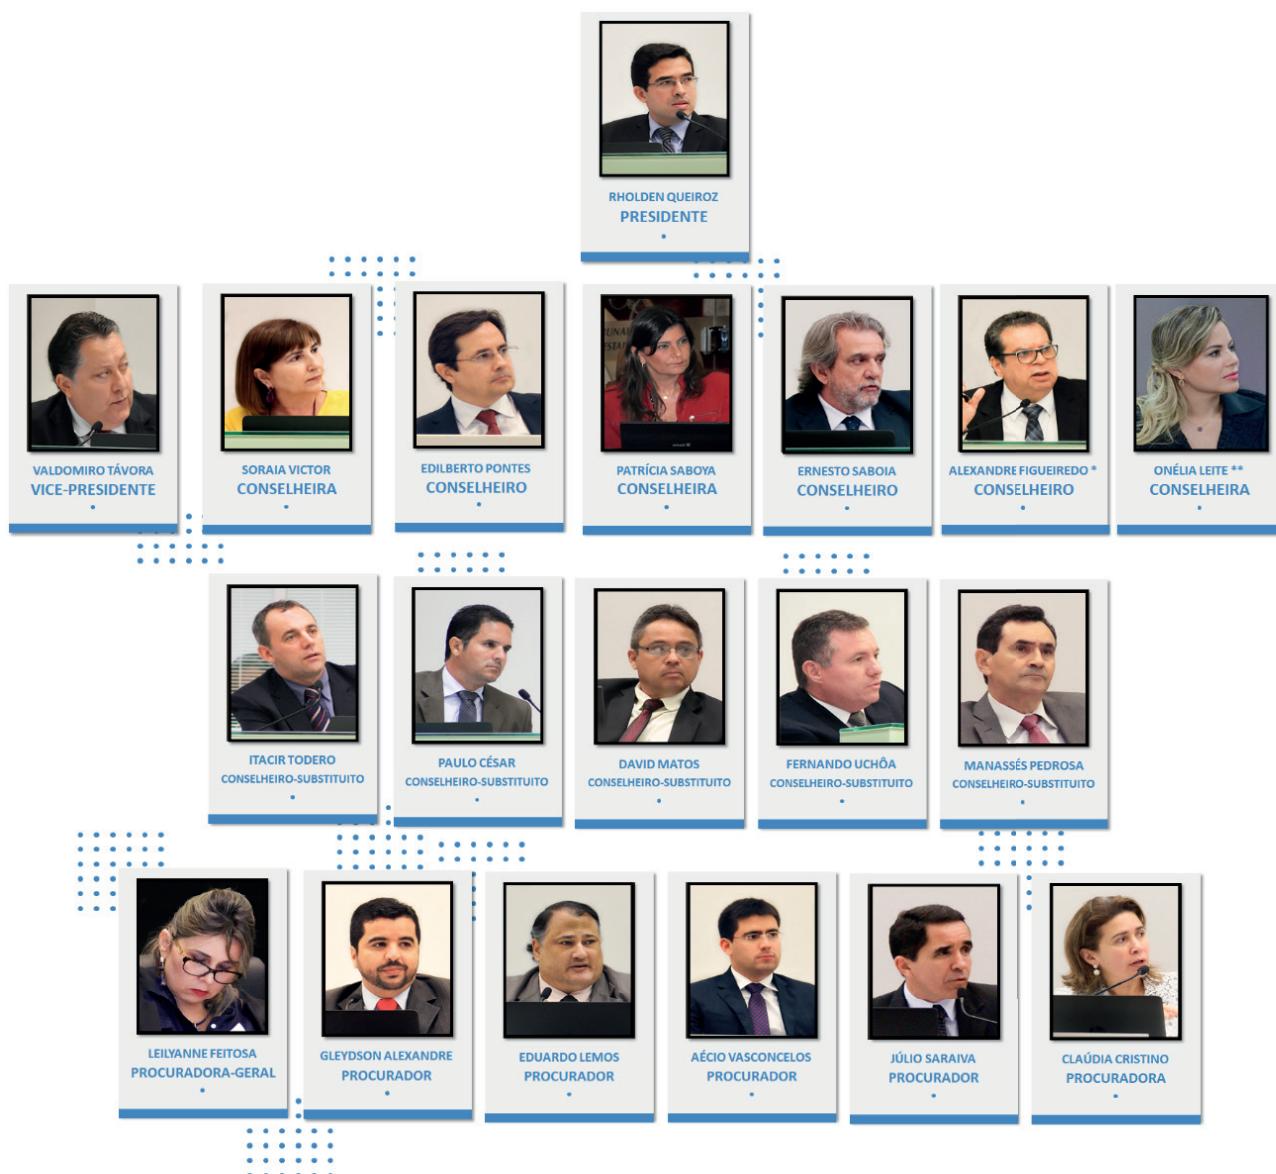 RHOLDEN QUEIROZ
PRESIDENTE
VALDOMIRO TÁVORA
VICE-PRESIDENTE
SORAIA VICTOR
CONSELHEIRA
EDILBERTO PONTES
CONSELHEIRO
PATRÍCIA SABOYA
CONSELHEIRA
ERNESTO SABOIA
CONSELHEIRO
ALEXANDRE FIGUEIREDO *
CONSELHEIRO
ONÉLIA LEITE **
CONSELHEIRA
ITACIR TODERO
CONSELHEIRO-SUBSTITUITO
PAULO CÉSAR
CONSELHEIRO-SUBSTITUITO
DAVID MATOS
CONSELHEIRO-SUBSTITUITO
FERNANDO UCHÔA
CONSELHEIRO-SUBSTITUITO
MANASSÉS PEDROSA
CONSELHEIRO-SUBSTITUITO
LEILYANNE FEITOSA
PROCURADORA-GERAL
GLEYDSON ALEXANDRE
PROCURADOR
EDUARDO LEMOS
PROCURADOR
AÉCIO VASCONCELOS
PROCURADOR
JÚLIO SARAIVA
PROCURADOR
CLAÚDIA CRISTINO
PROCURADORA